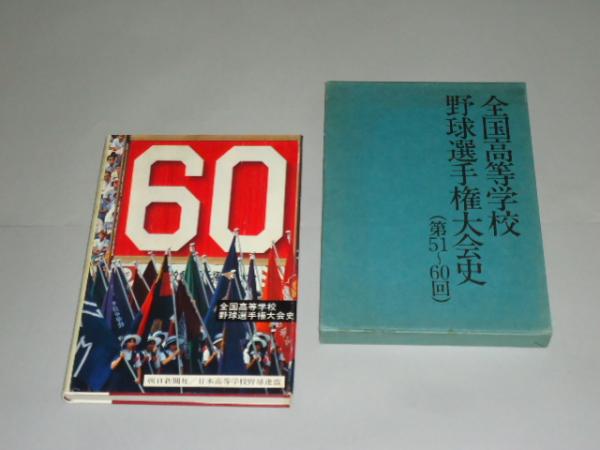 60
全国高等学校
野球選手権大会史
朝日新聞社/日本高等学校野球連盟
全国高等学校
野球選手権大会史
(第51~60回)